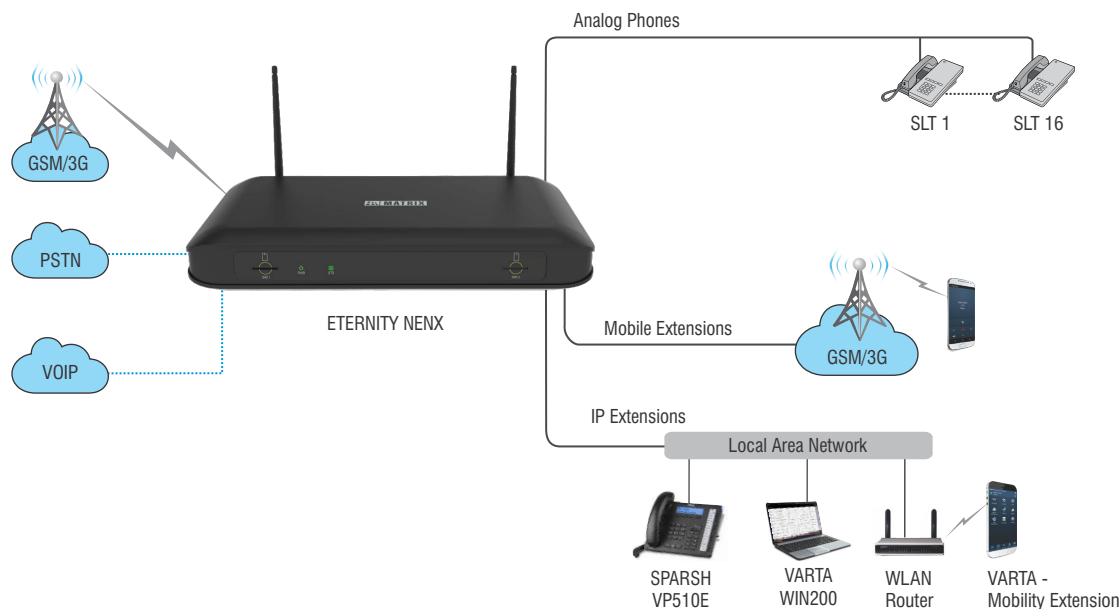 Analog Phones
SLT 1
SLT 16
GSM/3G
MATRIX
PSTN
ETERNITY NENX
Mobile Extensions
GSM/3G
VOIP
IP Extensions
Local Area Network
SPARSH
VP510E
VARTA
WIN200
WLAN
Router
VARTA -
Mobility Extension